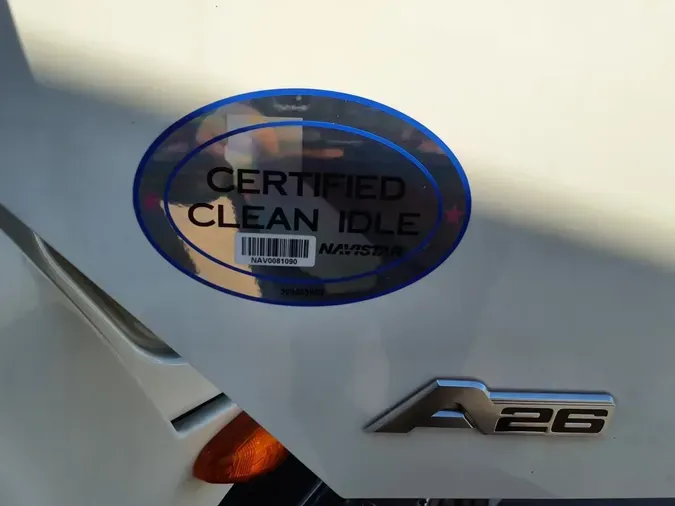 CERTIFIED
CLEAN IDLE
NAVISTAR
NAV0081090
A26